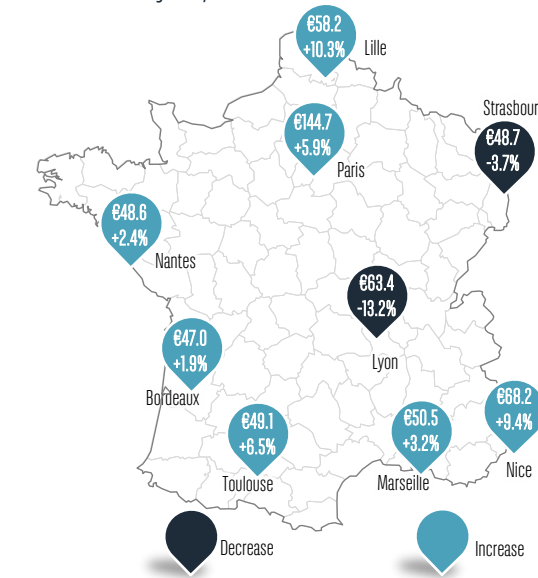 €58.2
+10.3%
Lille
€144.7
+5.9%
Paris
Strasbour
€48.7
-3.7%
€48.6
+2.4%
Nantes
€63.4
-13.2%
Lyon
€47.0
+1.9%
Bordeaux
€49.1
+6.5%
Toulouse
€50.5
+3.2%
Marseille
€68.2
+9.4%
Nice
Decrease
Increase